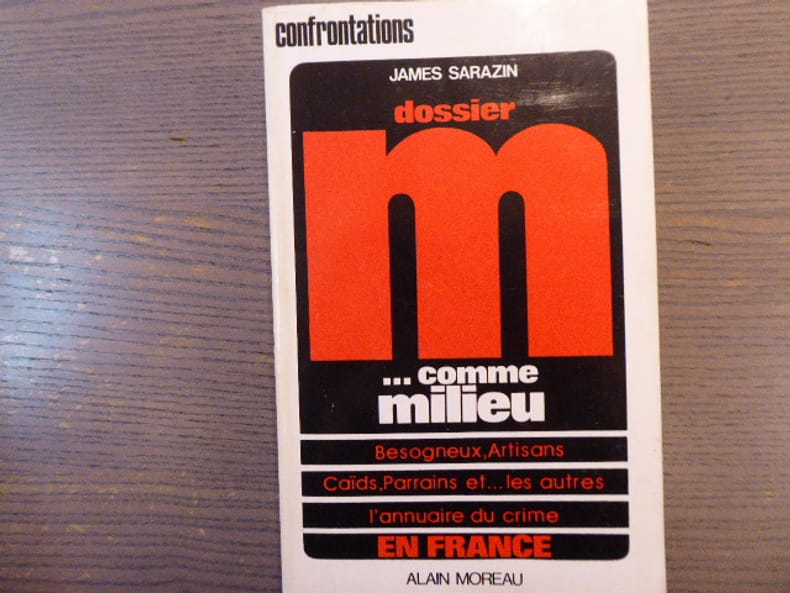 confrontations
JAMES SARAZIN
dossier
m
... comme
milieu
Besogneux,Artisans
Caïds,Parrains et...les autres
l'annuaire du crime
EN FRANCE
ALAIN MOREAU